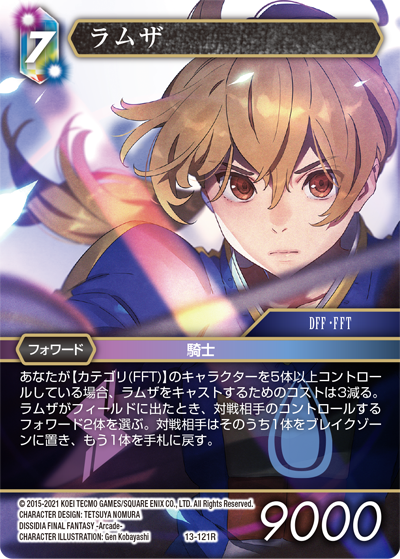 7
ラムザ
DFF・FFT
フォワード
騎士
あなたが【カテゴリ(FFT)】のキャラクターを5体以上コントロー
ルしている場合、ラムザをキャストするためのコストは3減る。
ラムザがフィールドに出たとき、対戦相手のコントロールする
フォワード2体を選ぶ。対戦相手はそのうち1体をブレイクゾー
ンに置き、もう1体を手札に戻す。
© 2015-2021 KOEI TECMO GAMES/SQUARE ENIX CO., LTD. All Rights Reserved.
CHARACTER DESIGN: TETSUYA NOMURA
DISSIDIA FINAL FANTASY -Arcade-
CHARACTER ILLUSTRATION: Gen Kobayashi
13-121R
9000